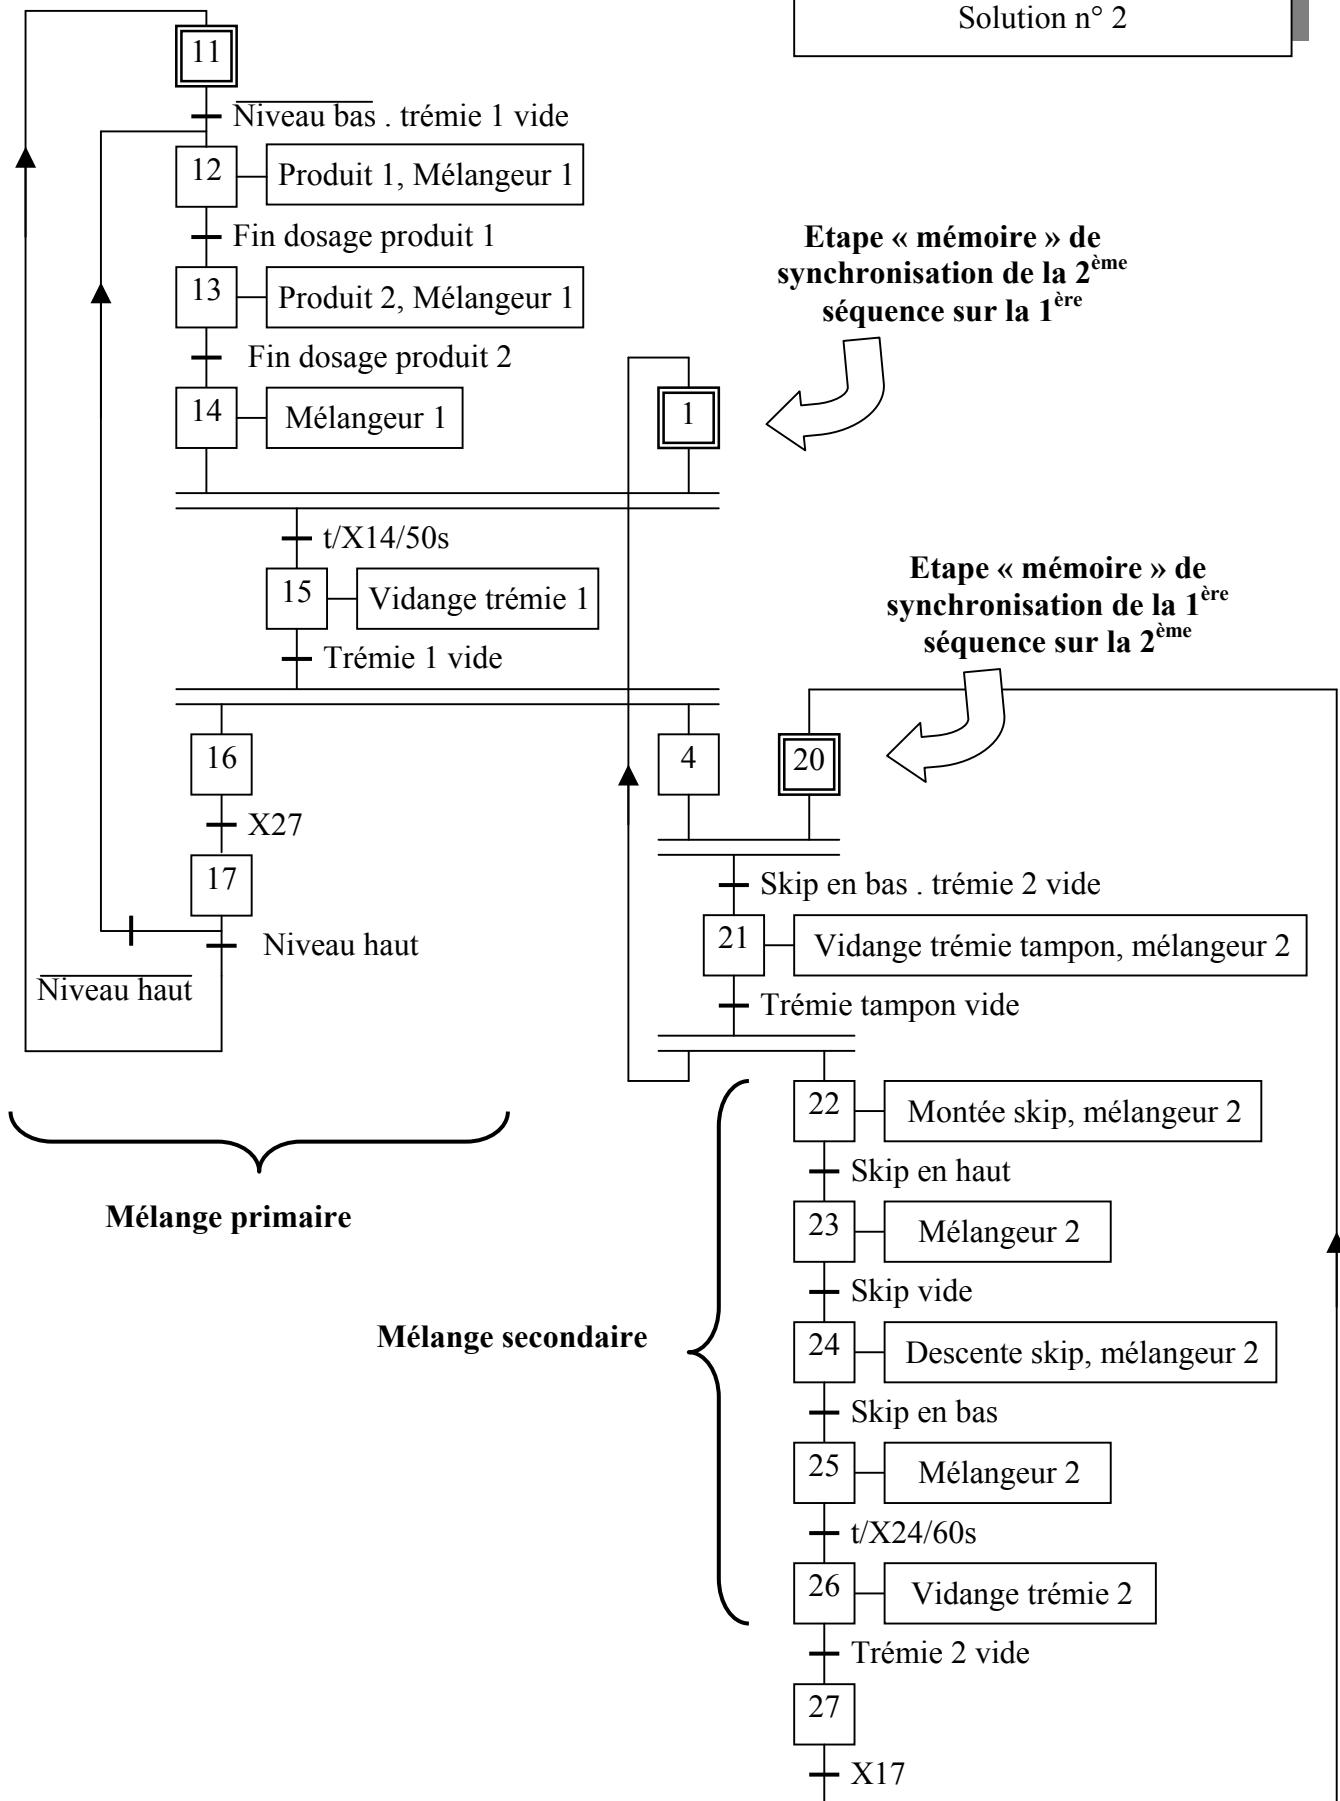 Solution n° 2
11
Niveau bas . trémie 1 vide
12
Produit 1, Mélangeur 1
Fin dosage produit 1
13
Produit 2, Mélangeur 1
Fin dosage produit 2
14
Mélangeur 1
Etape « mémoire » de
synchronisation de la 2ème
séquence sur la 1ère
1
t/X14/50s
15
Vidange trémie 1
Trémie 1 vide
Etape « mémoire » de
synchronisation de la 1ère
séquence sur la 2ème
16
4
20
X27
17
Niveau haut
Niveau haut
Skip en bas . trémie 2 vide
21
Vidange trémie tampon, mélangeur 2
Trémie tampon vide
22
Montée skip, mélangeur 2
Skip en haut
Mélange primaire
23
Mélangeur 2
Skip vide
Mélange secondaire
24
Descente skip, mélangeur 2
Skip en bas
25
Mélangeur 2
t/X24/60s
26
Vidange trémie 2
Trémie 2 vide
27
X17